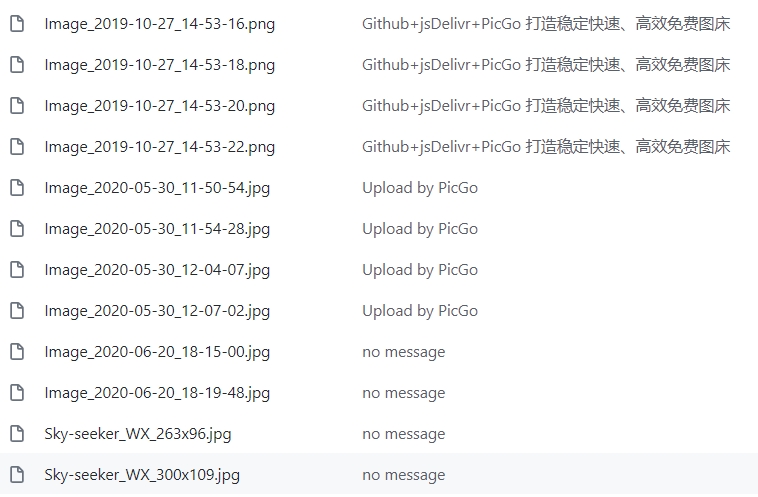 Image_2019-10-27_14-53-16.png Github+jsDelivr+PicGo 打造稳定快速、高效免费图床
Image_2019-10-27_14-53-18.png Github+jsDelivr+PicGo 打造稳定快速、高效免费图床
Image_2019-10-27_14-53-20.png Github+jsDelivr+PicGo 打造稳定快速、高效免费图床
Image_2019-10-27_14-53-22.png Github+jsDelivr+PicGo 打造稳定快速、高效免费图床
Image_2020-05-30_11-50-54.jpg Upload by PicGo
Image_2020-05-30_11-54-28.jpg Upload by PicGo
Image_2020-05-30_12-04-07.jpg Upload by PicGo
Image_2020-05-30_12-07-02.jpg Upload by PicGo
Image_2020-06-20_18-15-00.jpg no message
Image_2020-06-20_18-19-48.jpg no message
Sky-seeker_WX_263x96.jpg no message
Sky-seeker_WX_300x109.jpg no message